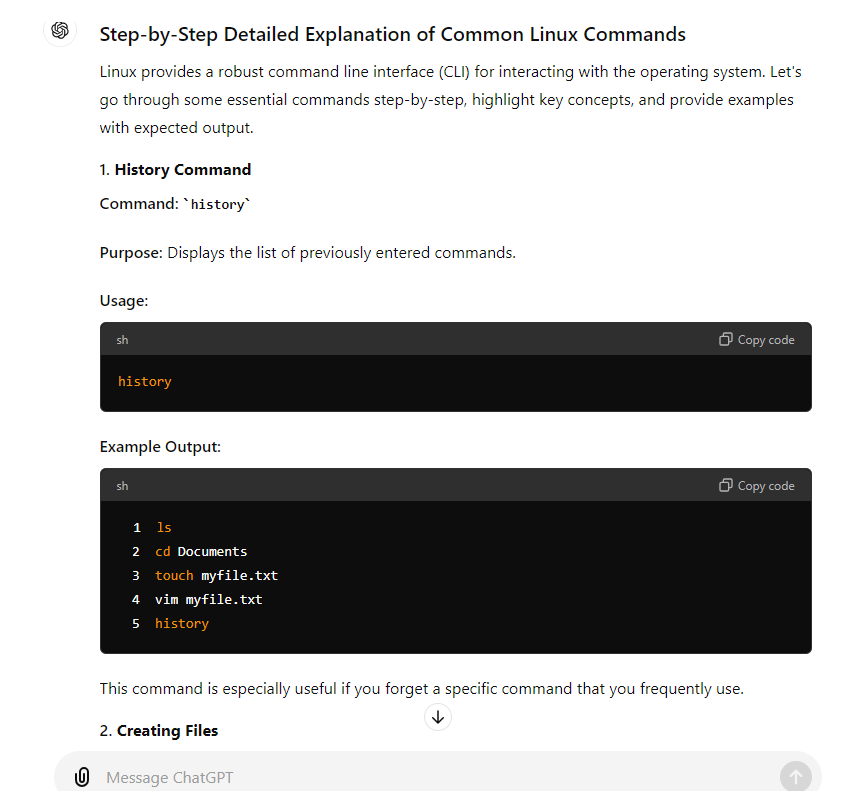 Step-by-Step Detailed Explanation of Common Linux Commands
Linux provides a robust command line interface (CLI) for interacting with the operating system. Let's
go through some essential commands step-by-step, highlight key concepts, and provide examples
with expected output.
1. History Command
Command: `history`
Purpose: Displays the list of previously entered commands.
Usage:
sh Copy code
history
Example Output:
sh Copy code
1 ls
2 cd Documents
3 touch myfile.txt
4 vim myfile.txt
5 history
This command is especially useful if you forget a specific command that you frequently use.
2. Creating Files
Message ChatGPT